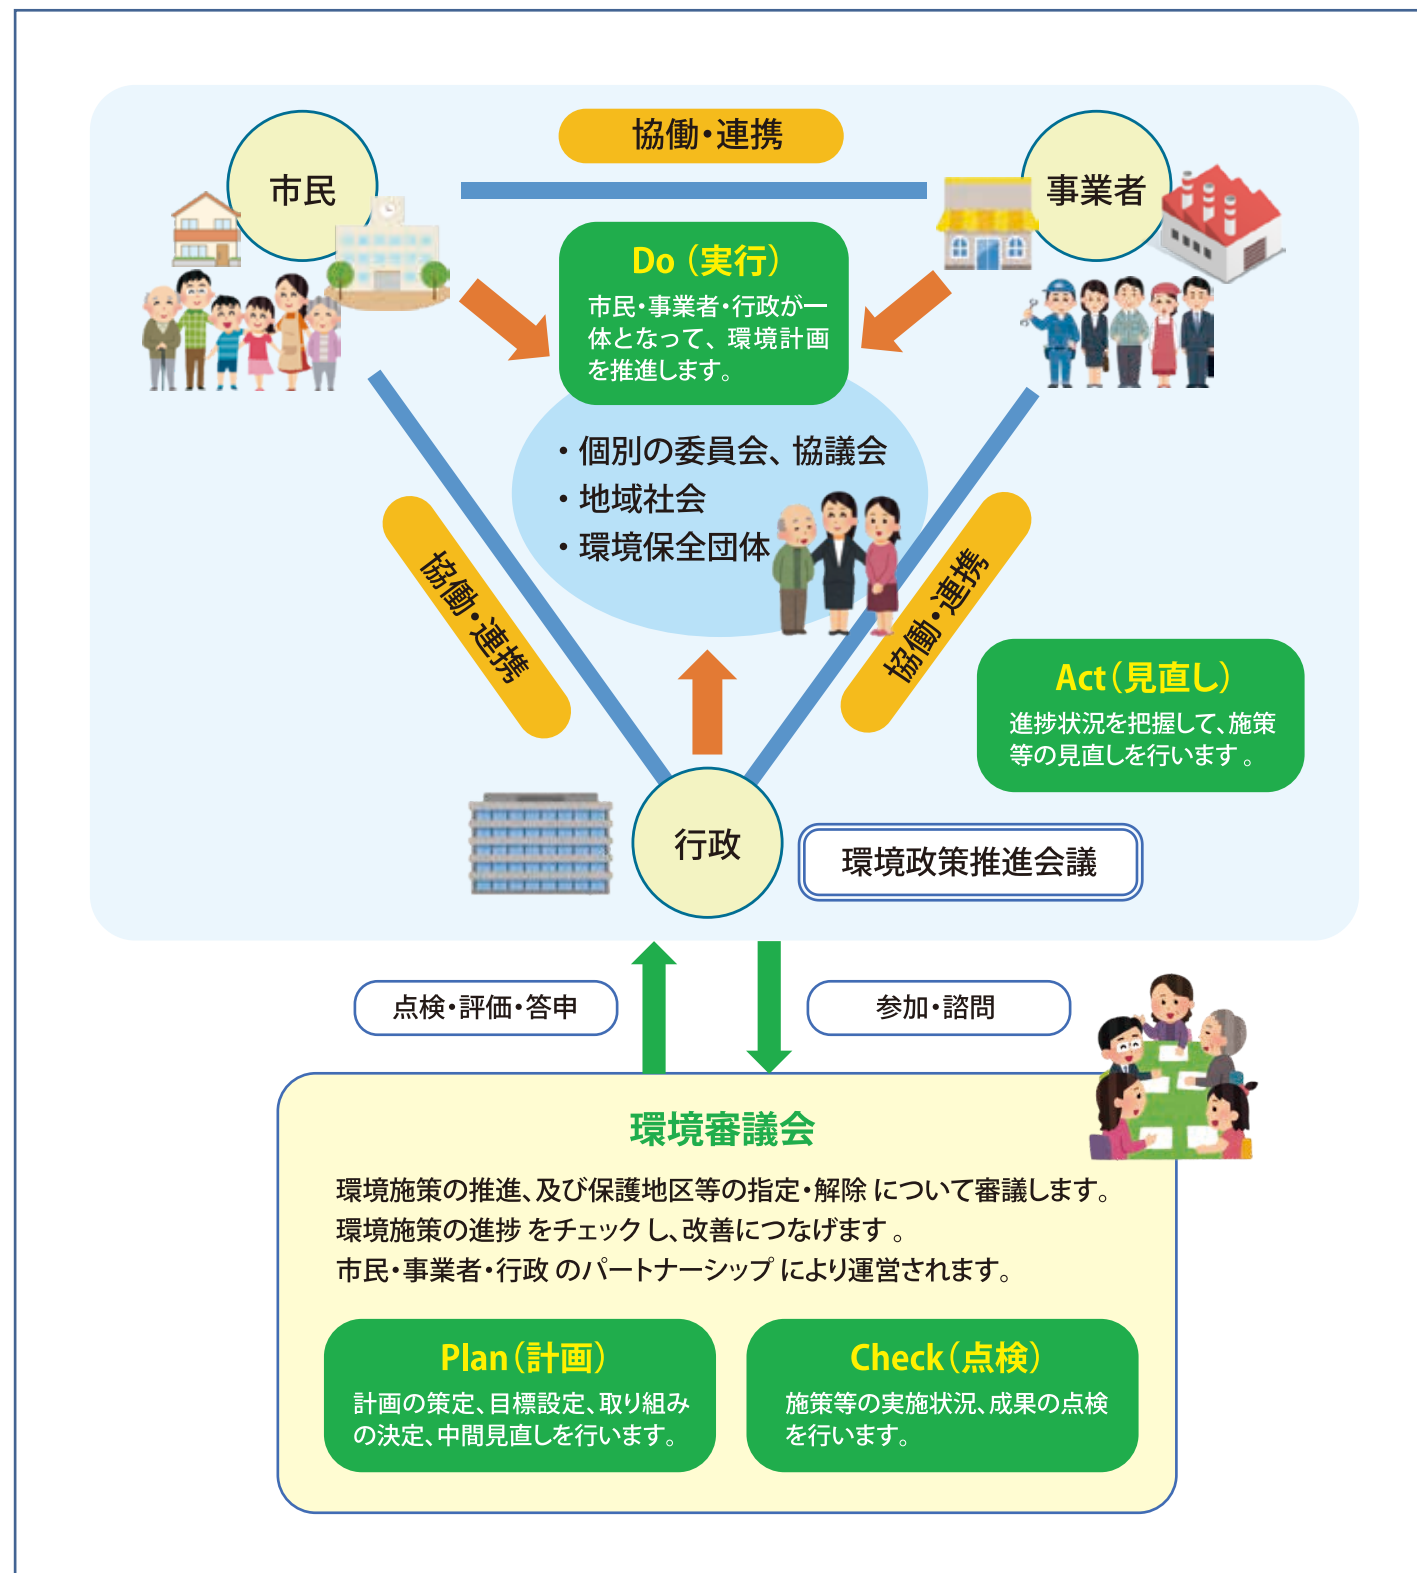 協働・連携
市民
事業者
Do（実行）
市民・事業者・行政が一
体となって、環境計画
を推進します。
・個別の委員会、協議会
・地域社会
・環境保全団体
協働・連携
協働・連携
Act（見直し）
進捗状況を把握して、施策
等の見直しを行います。
行政
環境政策推進会議
点検・評価・答申
参加・諮問
環境審議会
環境施策の推進、及び保護地区等の指定・解除について審議します。
環境施策の進捗をチェックし、改善につなげます。
市民・事業者・行政のパートナーシップにより運営されます。
Plan（計画）
計画の策定、目標設定、取り組み
の決定、中間見直しを行います。
Check（点検）
施策等の実施状況、成果の点検
を行います。